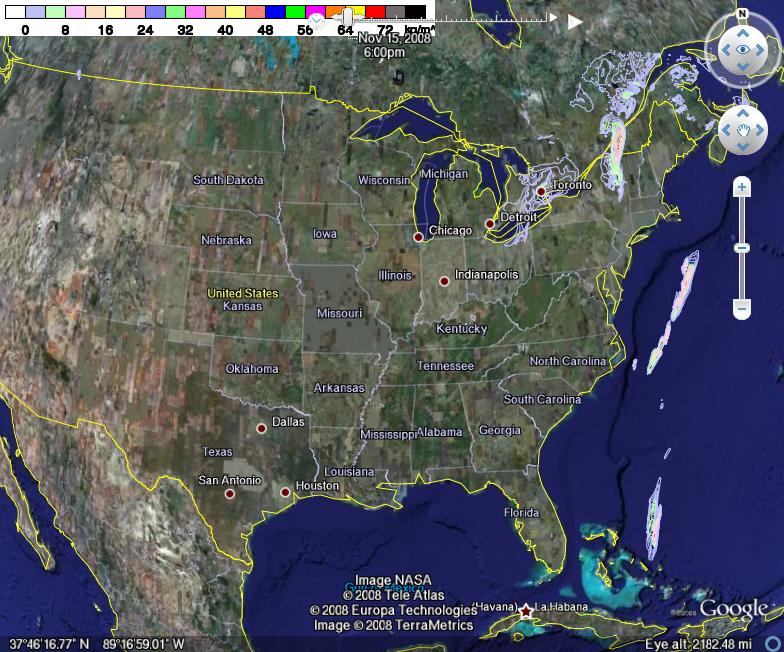 0 8 16 24 32 40 48 56 64 72 kg/m^
Nov 15, 2008
6:00pm
N
South Dakota
Wisconsin
Michigan
Toronto
Detroit
Chicago
Nebraska
Iowa
Illinois
Indianapolis
United States
Kansas
Missouri
Kentucky
Oklahoma
Tennessee
North Carolina
Arkansas
South Carolina
Dallas
Mississippi
Alabama
Georgia
Texas
Louisiana
San Antonio
Houston
Florida
Image NASA
© 2008 Tele Atlas
© 2008 Europa Technologies
Image © 2008 TerraMetrics
(Havana)
La Habana
©2008 Google
37°46'16.77" N 89°16'59.01" W
Eye alt 2182.48 mi